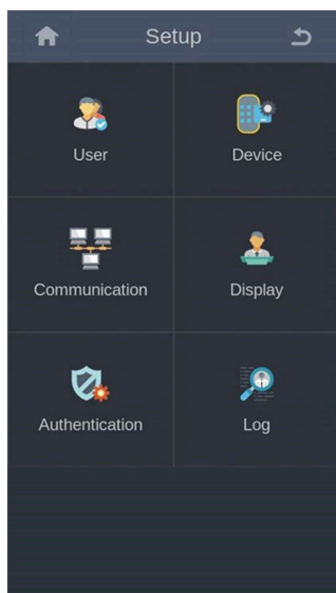 Setup
User
Device
Communication
Display
Authentication
Log